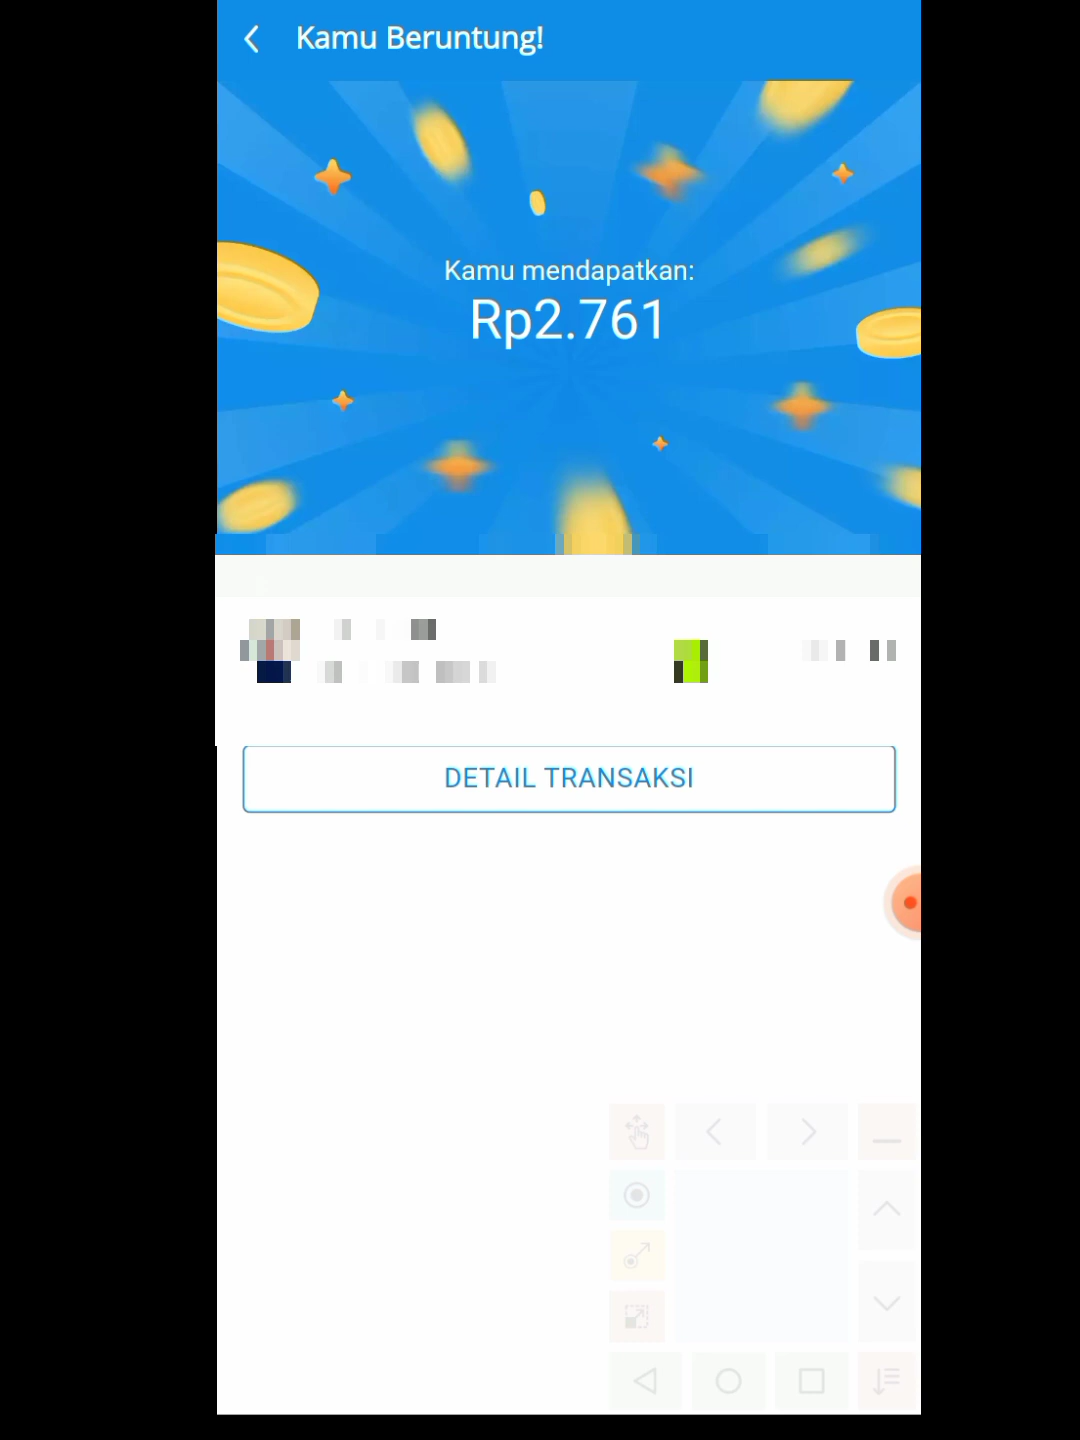 Kamu Beruntung!
Kamu mendapatkan:
Rp2.761
DETAIL TRANSAKSI